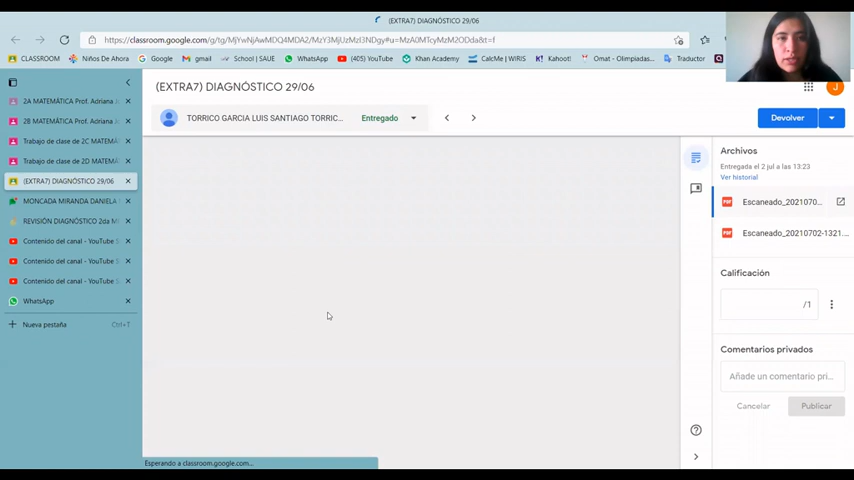 (EXTRA7) DIAGNÓSTICO 29/06
https://classroom.google.com/g/tg/
CLASSROOM
Niños De Ahora
Google
gmail
School | SAUE
WhatsApp
(405) YouTube
Khan Academy
CalcMe | WIRIS
Kahoot!
Omat - Olimpiadas...
Traductor
2A MATEMÁTICA Prof. Adriana
2B MATEMÁTICA Prof. Adriana
Trabajo de clase de 2C MATEMÁ
Trabajo de clase de 2D MATEMÁ
(EXTRA7) DIAGNÓSTICO 29/06
MONCADA MIRANDA DANIELA
REVISIÓN DIAGNÓSTICO 2da
Contenido del canal - YouTube
Contenido del canal - YouTube
Contenido del canal - YouTube
WhatsApp
Nueva pestaña
Ctrl+T
(EXTRA7) DIAGNÓSTICO 29/06
J
TORRICO GARCIA LUIS SANTIAGO TORRIC...
Entregado
Devolver
Archivos
Entregada el 2 jul a las 13:23
Ver historial
PDF
Escaneado_2021070...
PDF
Escaneado_20210702-1321....
Calificación
/1
Comentarios privados
Añade un comentario pri...
Cancelar
Publicar
Esperando a classroom.google.com...